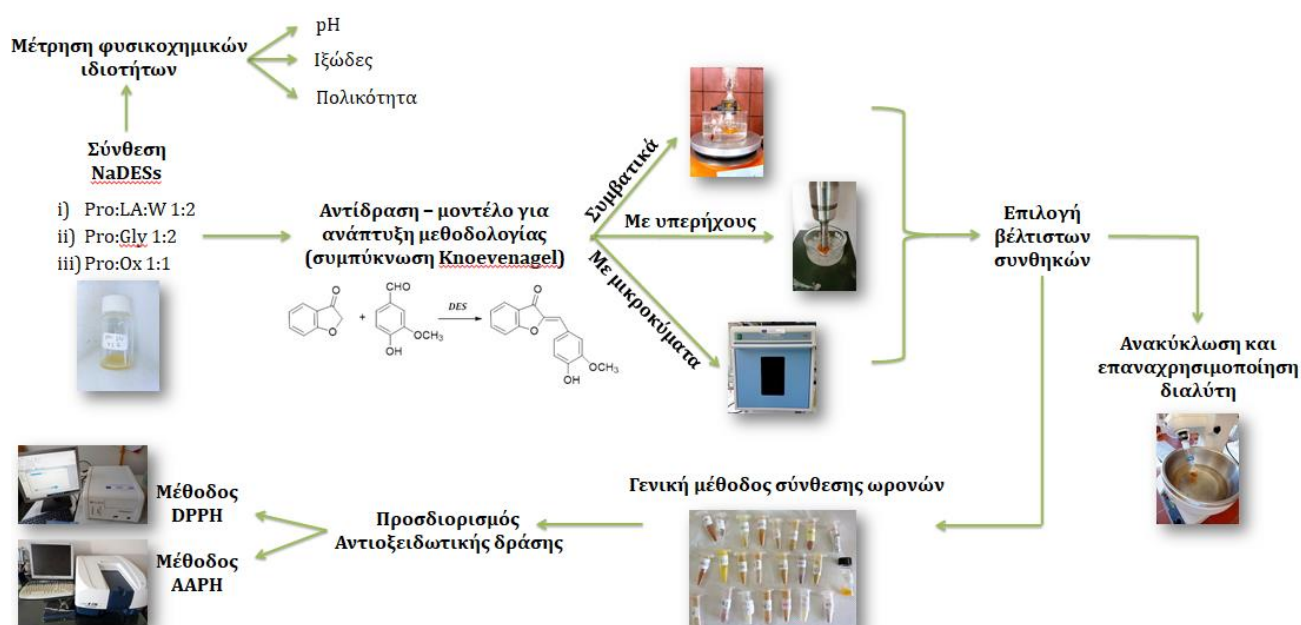 Μέτρηση φυσικοχημικών
ιδιοτήτων
pH
Ιξώδες
Πολικότητα
Σύνθεση
NaDESs
i) Pro:LA:W 1:2
ii) Pro:Gly 1:2
iii) Pro:Ox 1:1
Αντίδραση – μοντέλο για
ανάπτυξη μεθοδολογίας
(συμπύκνωση Knoevenagel)
O
O
+
CHO
OCH3
OH
DES
O
O
OCH3
OH
Συμβατικά
Με υπερήχους
Με μικροκύματα
Επιλογή
βέλτιστων
συνθηκών
Ανακύκλωση και
επαναχρησιμοποίηση
διαλύτη
Γενική μέθοδος σύνθεσης ωρονών
Προσδιορισμός
Αντιοξειδωτικής δράσης
Μέθοδος
DPPH
Μέθοδος
AAPH